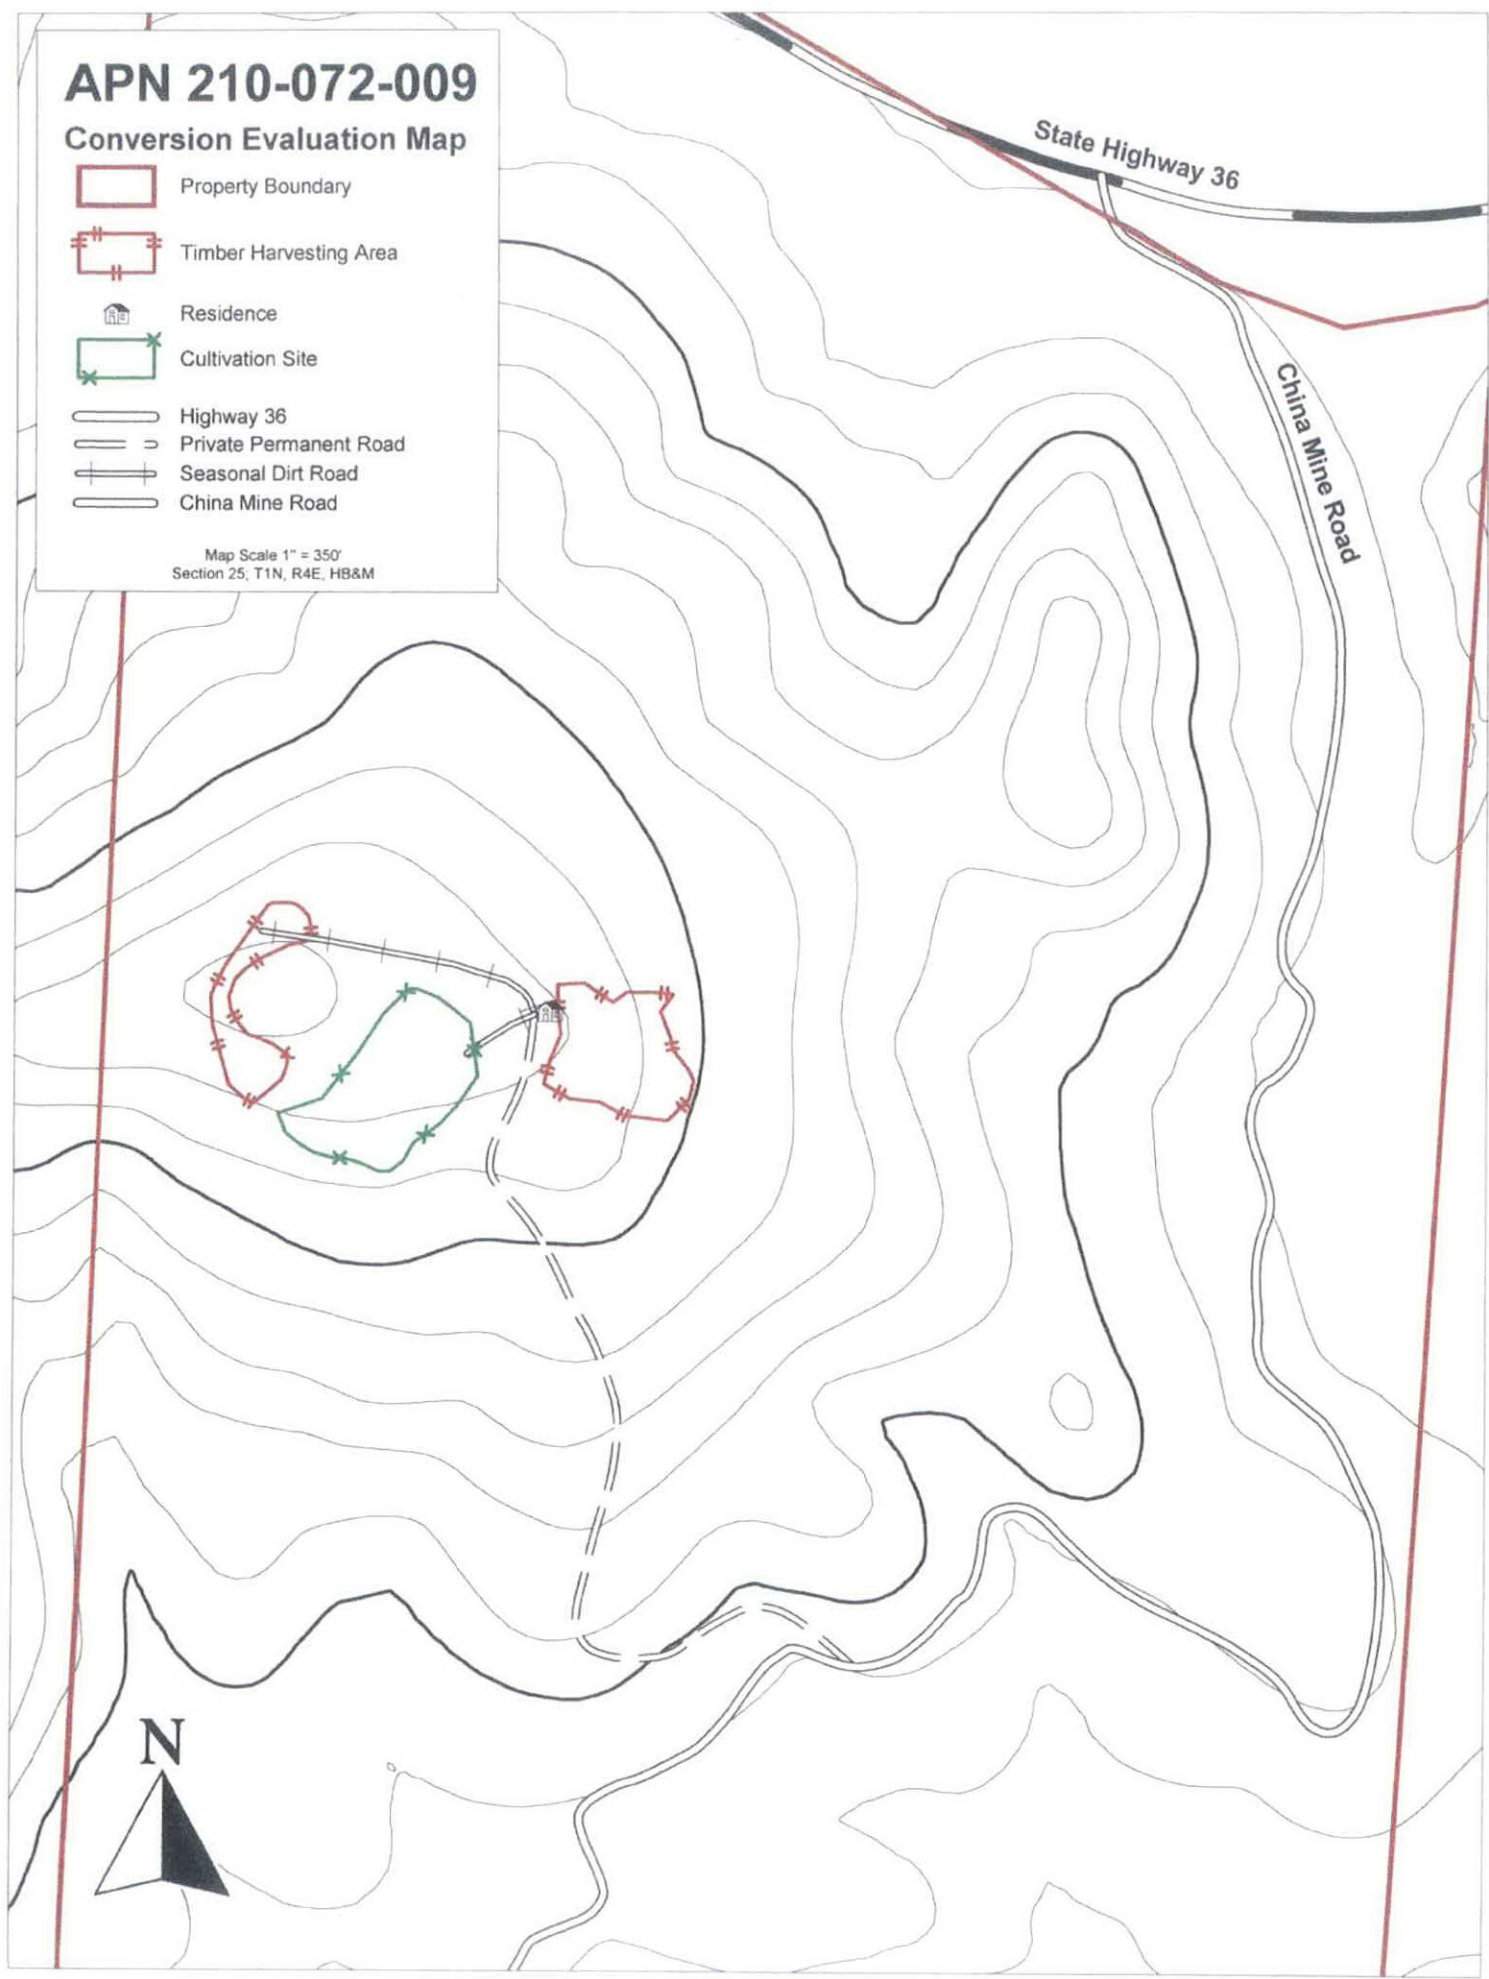 APN 210-072-009
Conversion Evaluation Map
Property Boundary
Timber Harvesting Area
Residence
Cultivation Site
Highway 36
Private Permanent Road
Seasonal Dirt Road
China Mine Road
Map Scale 1" = 350'
Section 25; T1N, R4E, HB&M
State Highway 36
China Mine Road
N